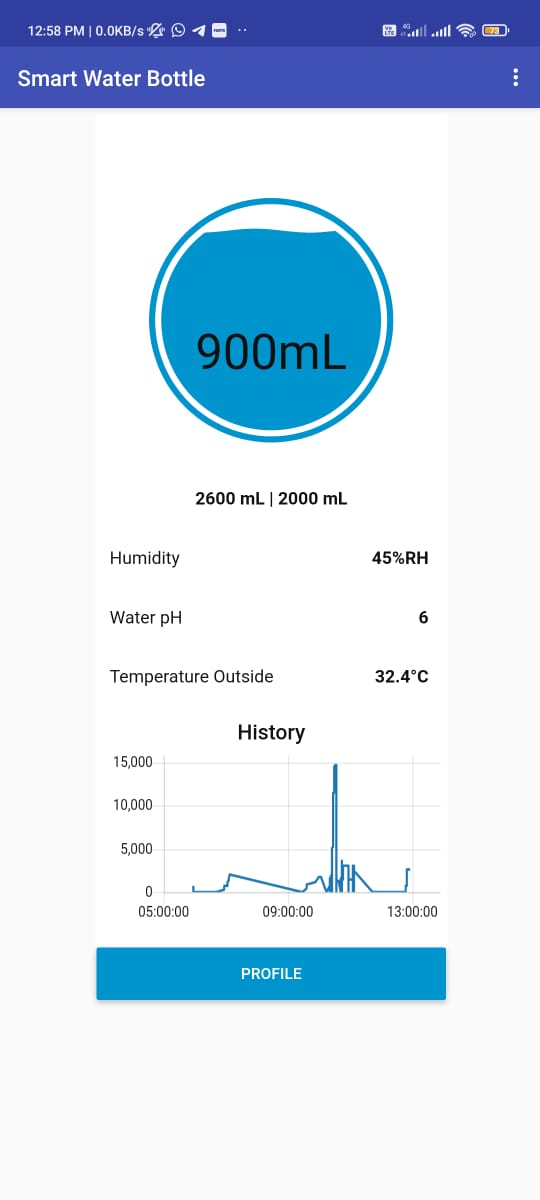 12:58 PM | 0.0KB/s
Smart Water Bottle
900mL
2600 mL | 2000 mL
Humidity 45%RH
Water pH 6
Temperature Outside 32.4°C
History
15,000
10,000
5,000
0
05:00:00 09:00:00 13:00:00
PROFILE